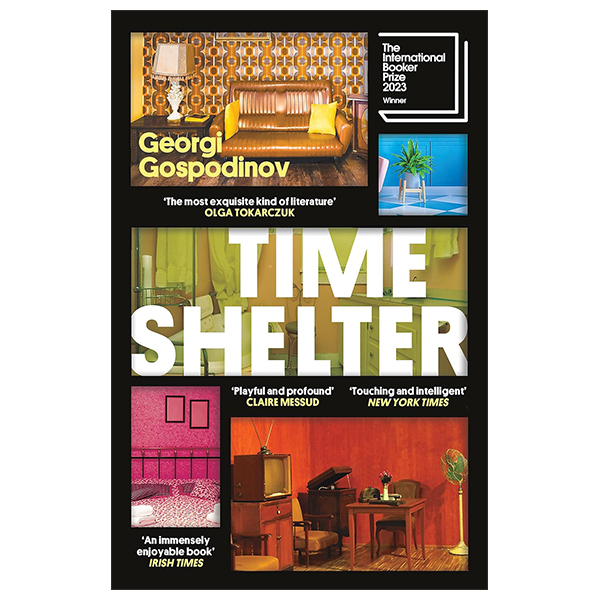 The
International
Booker
Prize
2023
Winner
Georgi
Gospodinov
‘The most exquisite kind of literature’
OLGA TOKARCZUK
TIME
SHELTER
‘Playful and profound’
CLAIRE MESSUD
‘Touching and intelligent’
NEW YORK TIMES
‘An immensely
enjoyable book’
IRISH TIMES